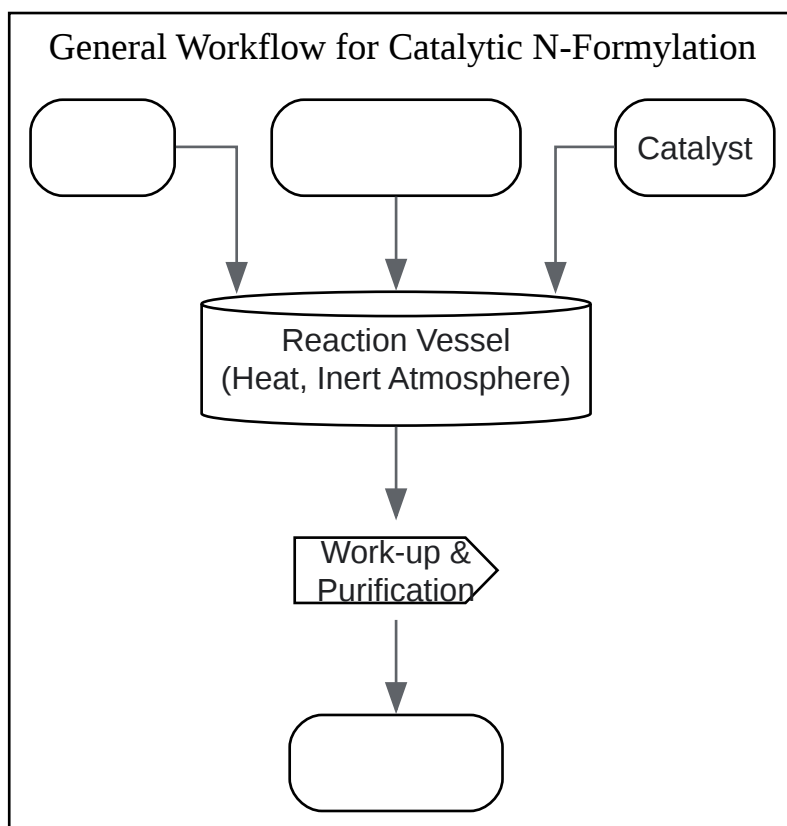 General Workflow for Catalytic N-Formylation
Catalyst
Reaction Vessel
(Heat, Inert Atmosphere)
Work-up &
Purification